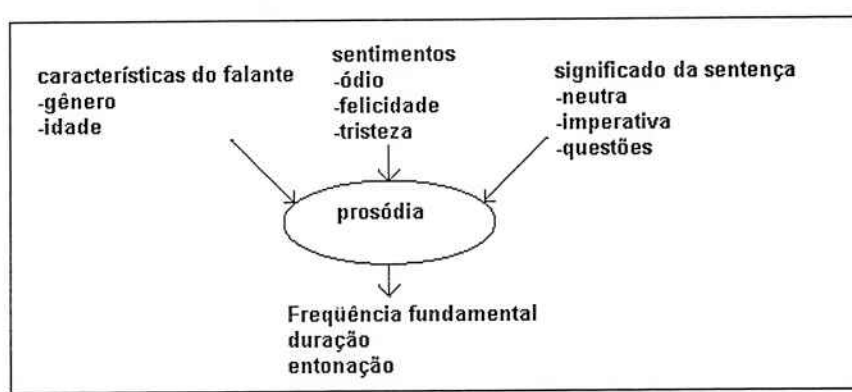 características do falante
-gênero
-idade
sentimentos
-ódio
-felicidade
-tristeza
significado da sentença
-neutra
-imperativa
-questões
prosódia
Freqüência fundamental
duração
entonação